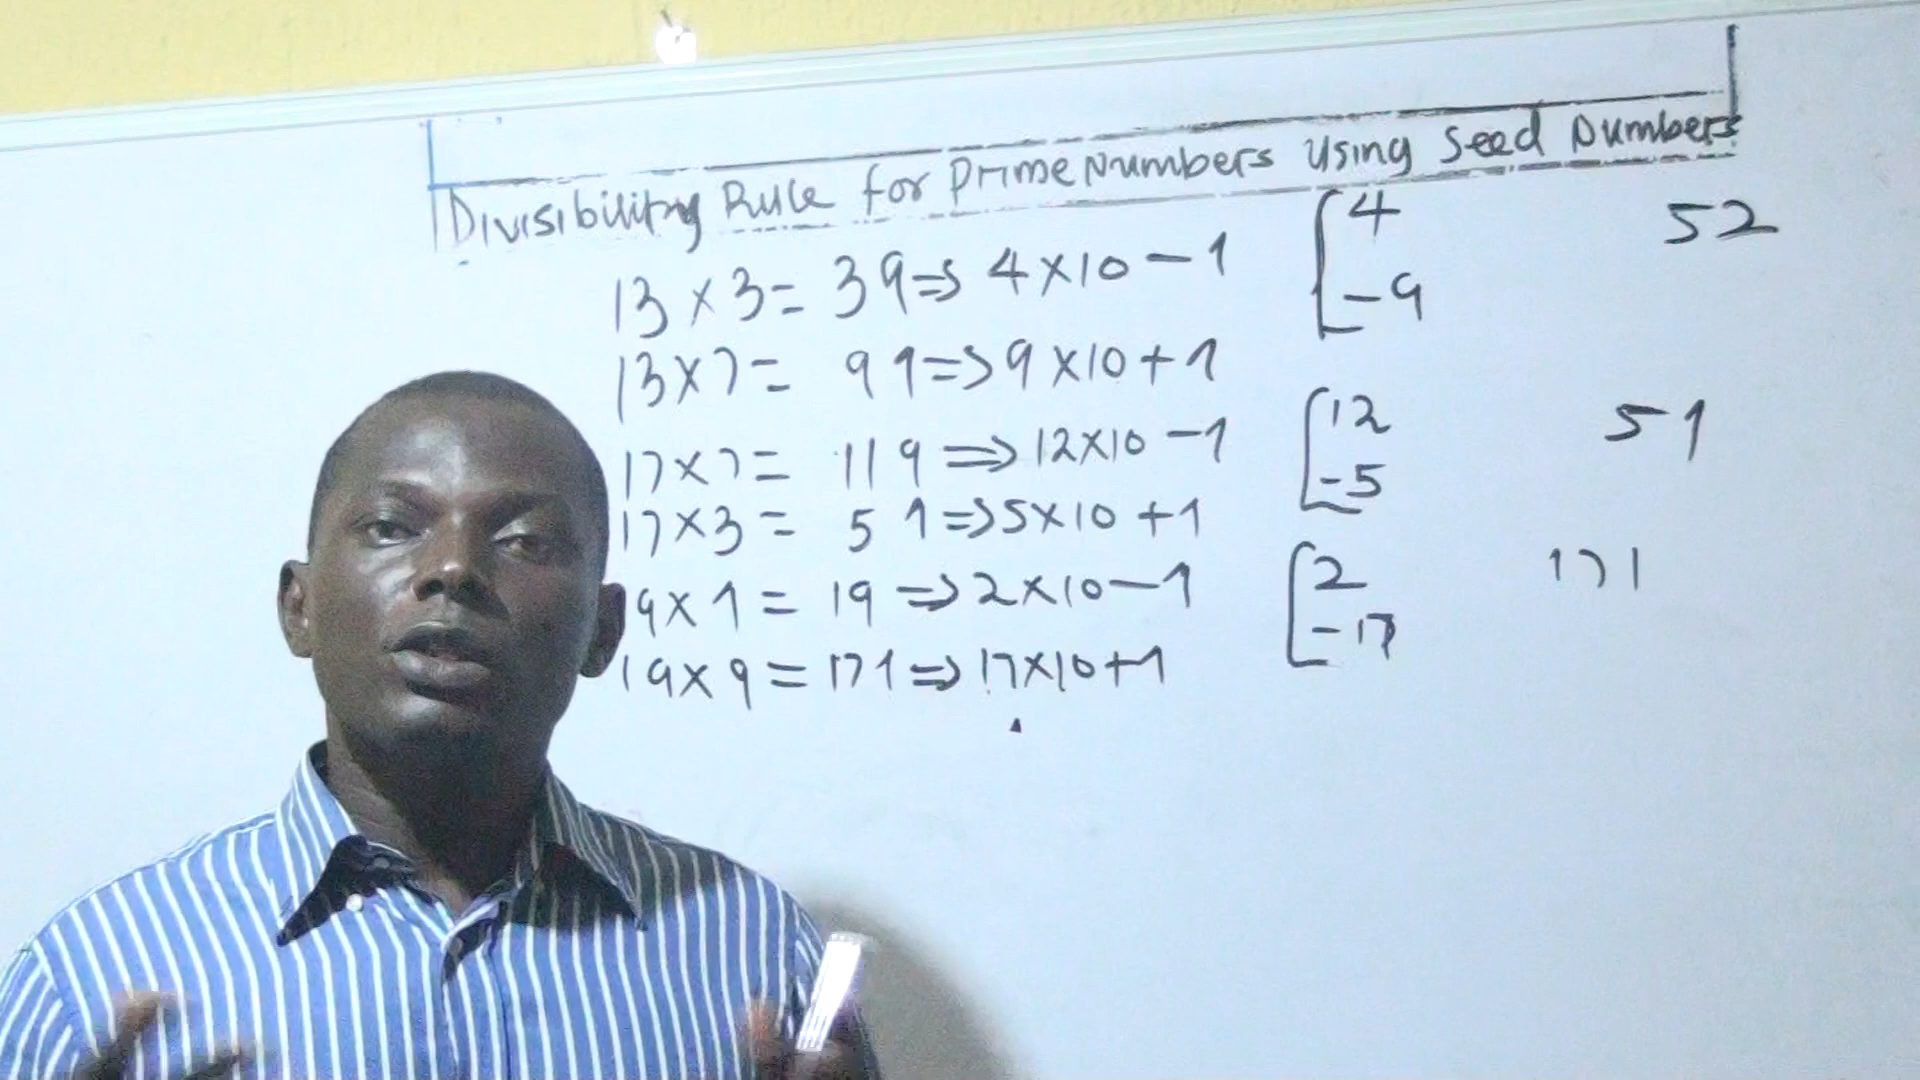 Divisibility Rule for Prime Numbers Using Seed Numbers
13 × 3 = 39 ⇒ 4×10 − 1 [4 52
13×7 = 91 ⇒ 9×10 + 1 −9
17×7 = 119 ⇒ 12×10 − 1 [12 51
17×3 = 51 ⇒ 5×10 + 1 −5
9×1 = 19 ⇒ 2×10 − 1 [2 171
19×9 = 171 ⇒ 17×10+1 −17